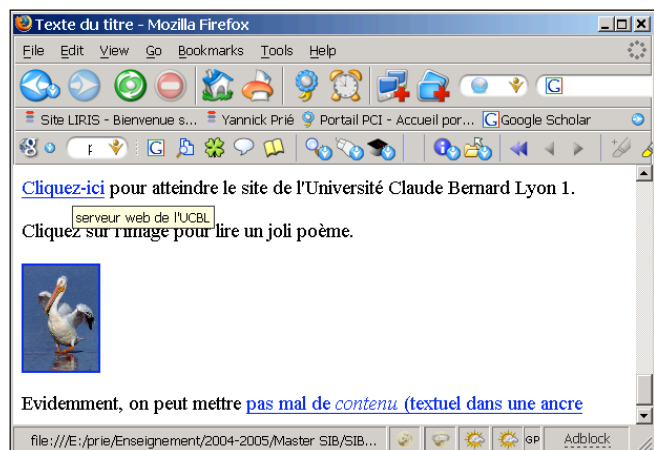 Texte du titre - Mozilla Firefox
File Edit View Go Bookmarks Tools Help
G
Site LIRIS - Bienvenue s... Yannick Prié Portail PCI - Accueil por... G Google Scholar
G
Cliquez-ici pour atteindre le site de l'Université Claude Bernard Lyon 1.
serveur web de l'UCBL
Cliquez sur l'image pour lire un joli poème.
Evidemment, on peut mettre pas mal de contenu (textuel dans une ancre
file:///E:/prie/Enseignement/2004-2005/Master SIB/SIB... GP Adblock